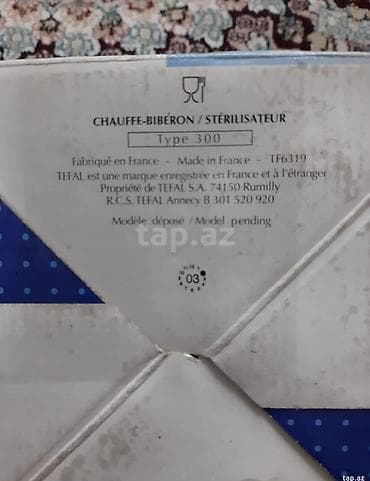 CHAUFFE-BIBERON / STÉRILISATEUR
Type 300
Fabriqué en France - Made in France - TF6319
TEFAL est une marque enregistrée en France et à l'étranger
Propriété de TEFAL S.A. 74150 Rumilly
R.C.S. TEFAL Annecy B 301 520 920
Modèle déposé / Model pending
tap.az
03
tap.az